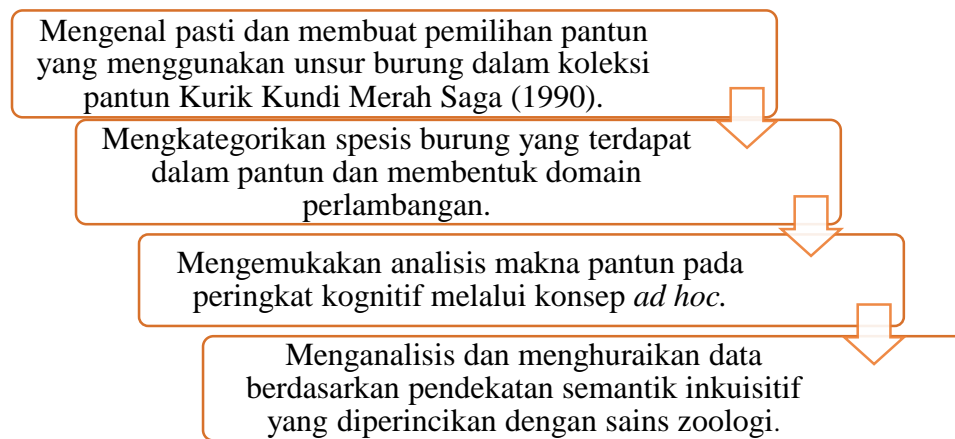 Mengenal pasti dan membuat pemilihan pantun
yang menggunakan unsur burung dalam koleksi
pantun Kurik Kundi Merah Saga (1990).
Mengkategorikan spesis burung yang terdapat
dalam pantun dan membentuk domain
perlambangan.
Mengemukakan analisis makna pantun pada
peringkat kognitif melalui konsep ad hoc.
Menganalisis dan menghuraikan data
berdasarkan pendekatan semantik inkuisitif
yang diperincikan dengan sains zoologi.